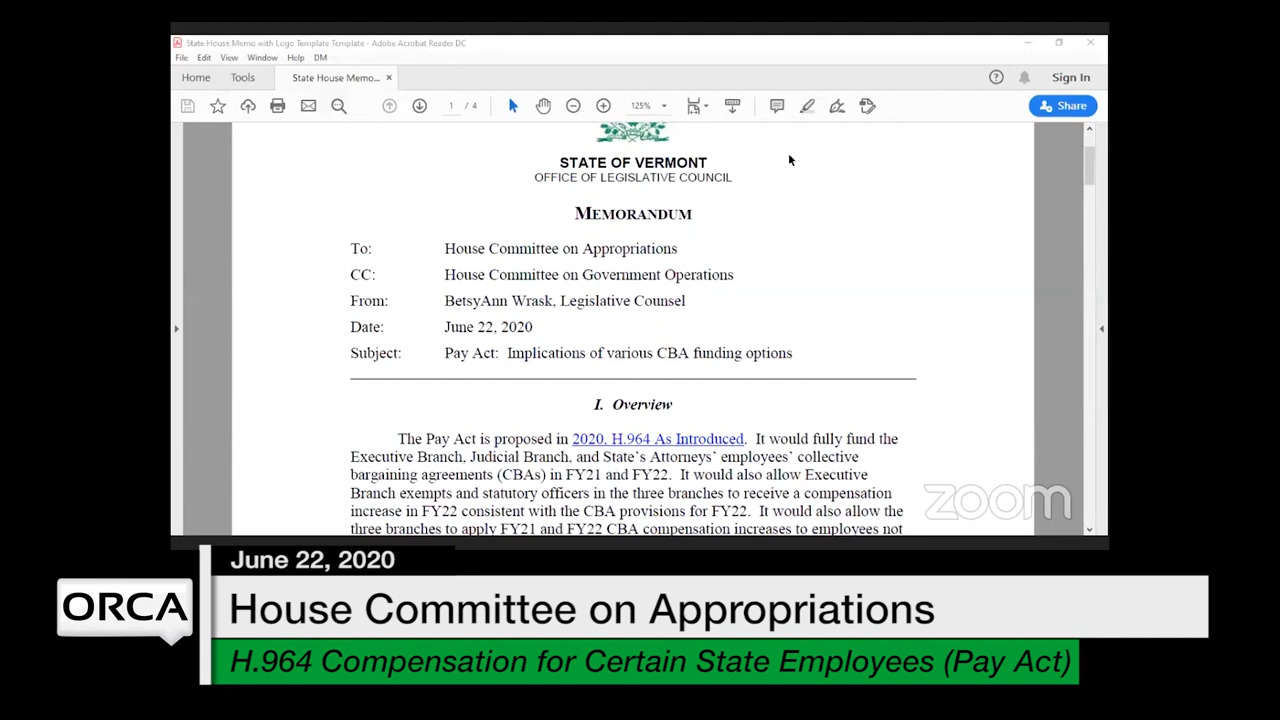 State House Memo with Logo Template Template - Adobe Acrobat Reader DC
File Edit View Window Help DM
Home Tools State House Memo... × Sign In
1 / 4 125% Share
STATE OF VERMONT
OFFICE OF LEGISLATIVE COUNCIL
MEMORANDUM
To: House Committee on Appropriations
CC: House Committee on Government Operations
From: BetsyAnn Wrask, Legislative Counsel
Date: June 22, 2020
Subject: Pay Act: Implications of various CBA funding options
I. Overview
The Pay Act is proposed in 2020, H.964 As Introduced. It would fully fund the
Executive Branch, Judicial Branch, and State's Attorneys' employees' collective
bargaining agreements (CBAs) in FY21 and FY22. It would also allow Executive
Branch exempts and statutory officers in the three branches to receive a compensation
increase in FY22 consistent with the CBA provisions for FY22. It would also allow the
three branches to apply FY21 and FY22 CBA compensation increases to employees not
zoom
June 22, 2020
ORCA
House Committee on Appropriations
H.964 Compensation for Certain State Employees (Pay Act)